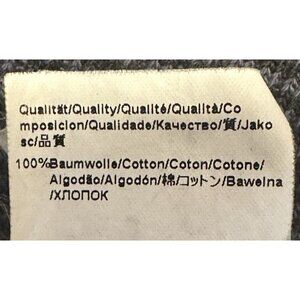 Qualität/Quality/Qualité/Qualità/Co
mposicion/Qualidade/Качество/質/Jako
sc/品質
100%Baumwolle/Cotton/Coton/Cotone/
Algodão/Algodón/棉/コットン/Bawelna
/ХЛОПОК